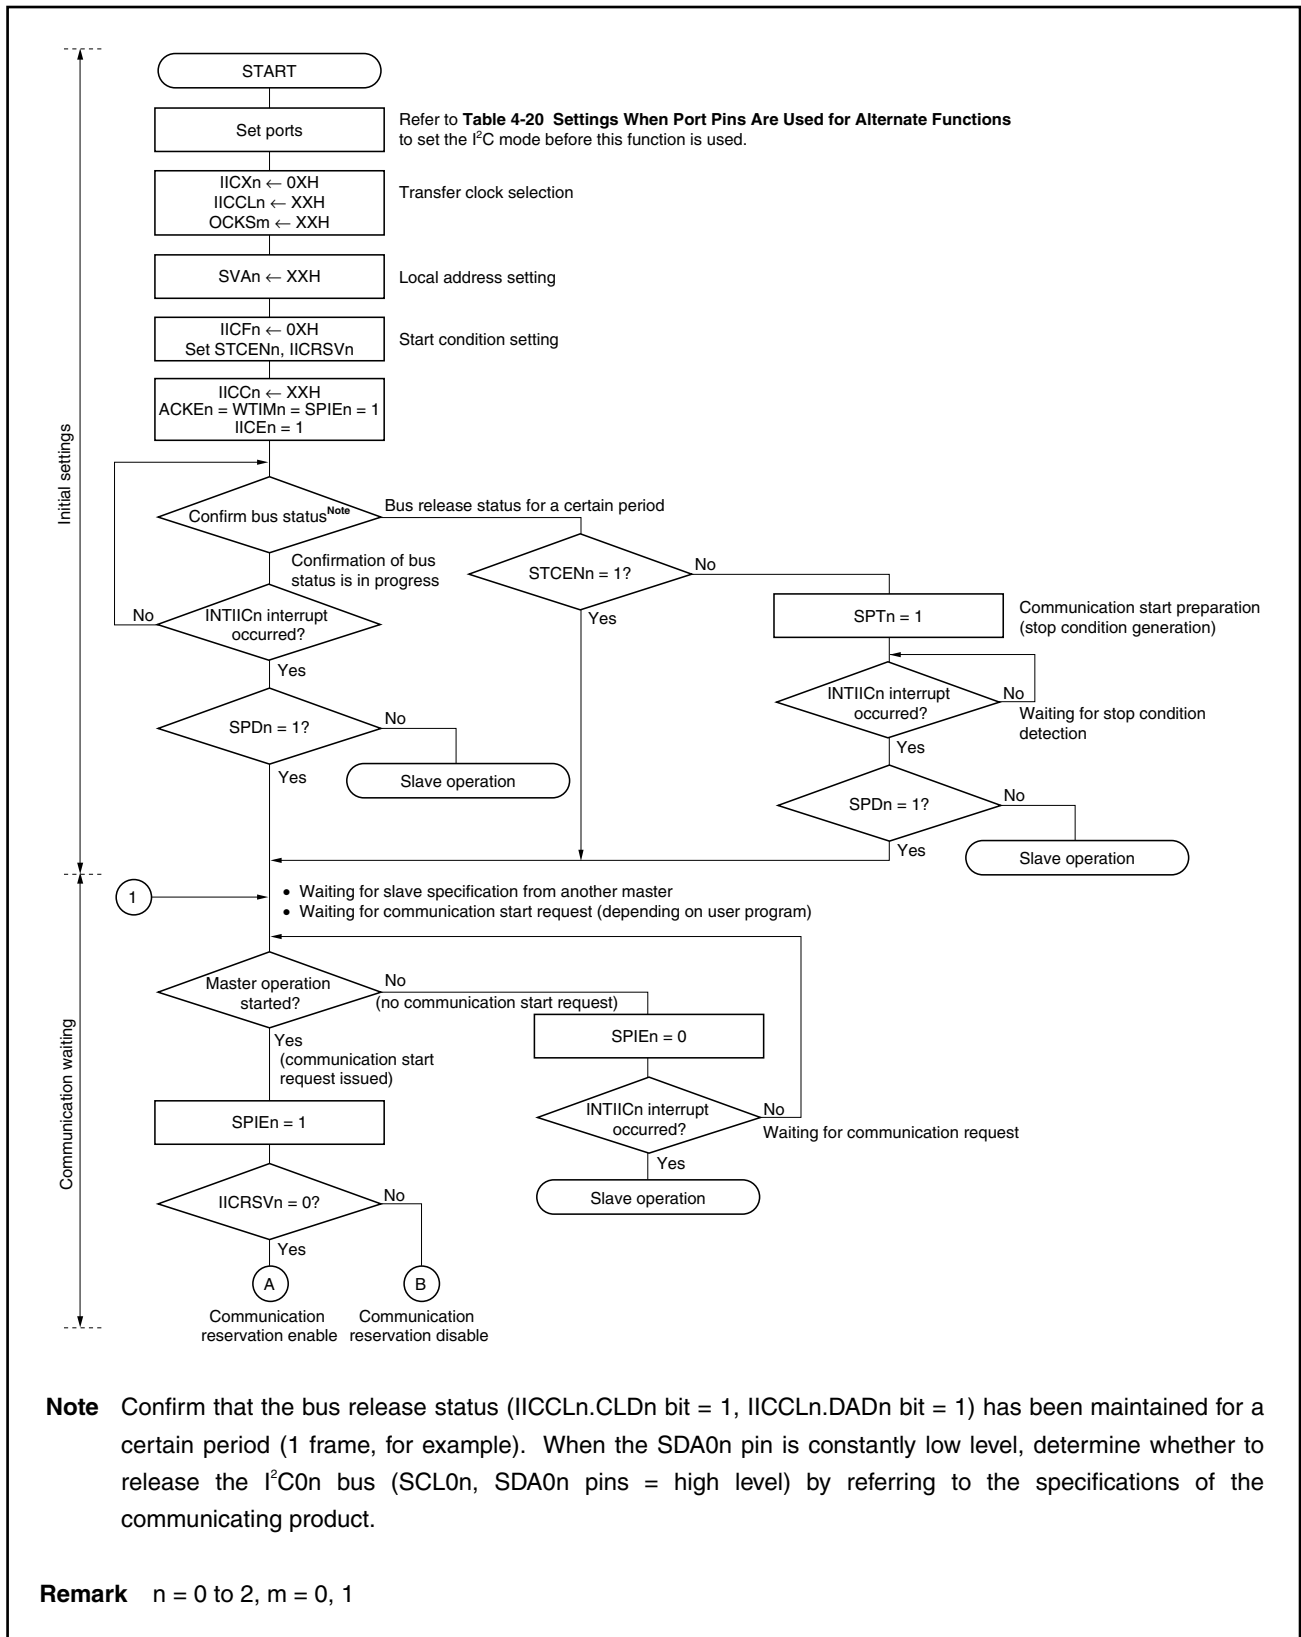 START
Set ports
Refer to Table 4-20 Settings When Port Pins Are Used for Alternate Functions
to set the I²C mode before this function is used.
IICXn ← 0XH
IICCLn ← XXH
OCKSm ← XXH
Transfer clock selection
SVAn ← XXH
Local address setting
IICFn ← 0XH
Set STCENn, IICRSVn
Start condition setting
IICCn ← XXH
ACKEn = WTIMn = SPIEn = 1
IICEn = 1
Initial settings
Confirm bus statusNote
Bus release status for a certain period
Confirmation of bus
status is in progress
STCENn = 1?
No
Yes
SPTn = 1
Communication start preparation
(stop condition generation)
No
INTIICn interrupt
occurred?
Yes
INTIICn interrupt
occurred?
No
Waiting for stop condition
detection
Yes
SPDn = 1?
No
Yes
Slave operation
SPDn = 1?
No
Yes
Slave operation
1
• Waiting for slave specification from another master
• Waiting for communication start request (depending on user program)
Communication waiting
Master operation
started?
No
(no communication start request)
Yes
(communication start
request issued)
SPIEn = 0
INTIICn interrupt
occurred?
No
Waiting for communication request
Yes
Slave operation
SPIEn = 1
IICRSVn = 0?
No
Yes
A
B
Communication
reservation enable
Communication
reservation disable
Note Confirm that the bus release status (IICCLn.CLDn bit = 1, IICCLn.DADn bit = 1) has been maintained for a
certain period (1 frame, for example). When the SDA0n pin is constantly low level, determine whether to
release the I²C0n bus (SCL0n, SDA0n pins = high level) by referring to the specifications of the
communicating product.
Remark n = 0 to 2, m = 0, 1